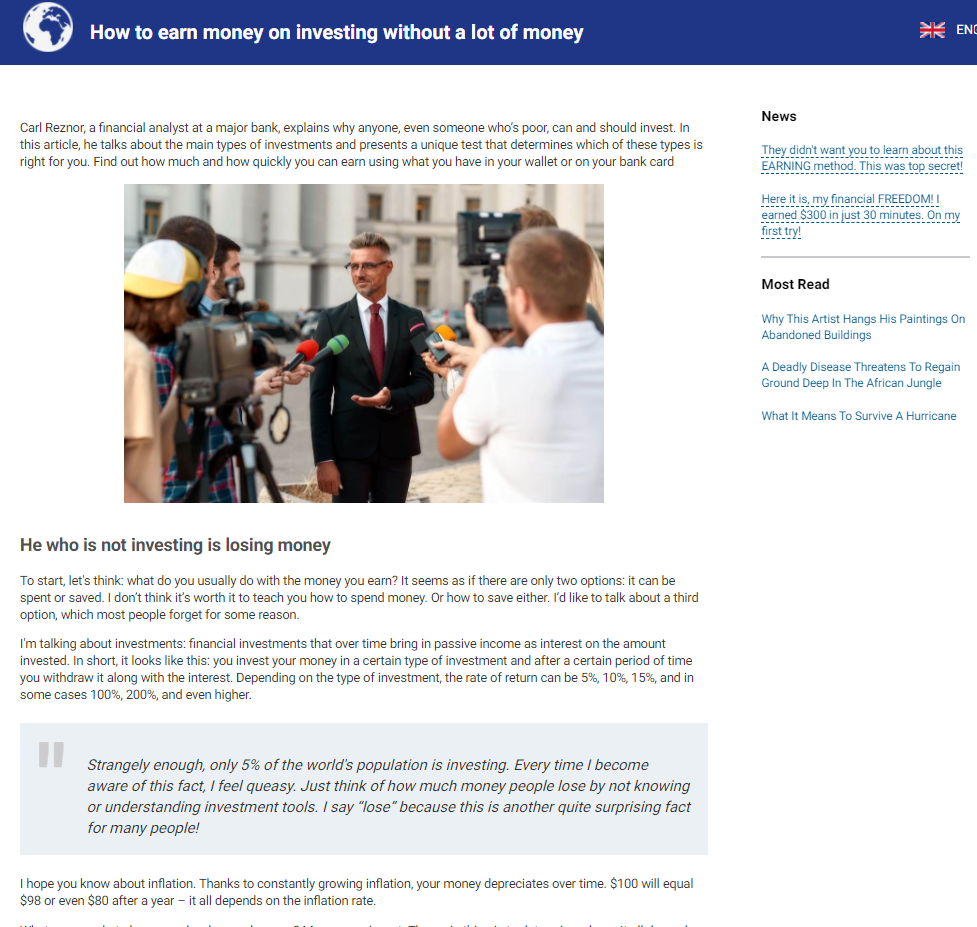 How to earn money on investing without a lot of money
Carl Reznor, a financial analyst at a major bank, explains why anyone, even someone who's poor, can and should invest. In
this article, he talks about the main types of investments and presents a unique test that determines which of these types is
right for you. Find out how much and how quickly you can earn using what you have in your wallet or on your bank card
He who is not investing is losing money
To start, let's think: what do you usually do with the money you earn? It seems as if there are only two options: it can be
spent or saved. I don't think it's worth it to teach you how to spend money. Or how to save either. I'd like to talk about a third
option, which most people forget for some reason.
I'm talking about investments: financial investments that over time bring in passive income as interest on the amount
invested. In short, it looks like this: you invest your money in a certain type of investment and after a certain period of time
you withdraw it along with the interest. Depending on the type of investment, the rate of return can be 5%, 10%, 15%, and in
some cases 100%, 200%, and even higher.
Strangely enough, only 5% of the world's population is investing. Every time I become
aware of this fact, I feel queasy. Just think of how much money people lose by not knowing
or understanding investment tools. I say “lose” because this is another quite surprising fact
for many people!
I hope you know about inflation. Thanks to constantly growing inflation, your money depreciates over time. $100 will equal
$98 or even $80 after a year – it all depends on the inflation rate.
News
They didn't want you to learn about this
EARNING method. This was top secret!
Here it is, my financial FREEDOM! I
earned $300 in just 30 minutes. On my
first try!
Most Read
Why This Artist Hangs His Paintings On
Abandoned Buildings
A Deadly Disease Threatens To Regain
Ground Deep In The African Jungle
What It Means To Survive A Hurricane